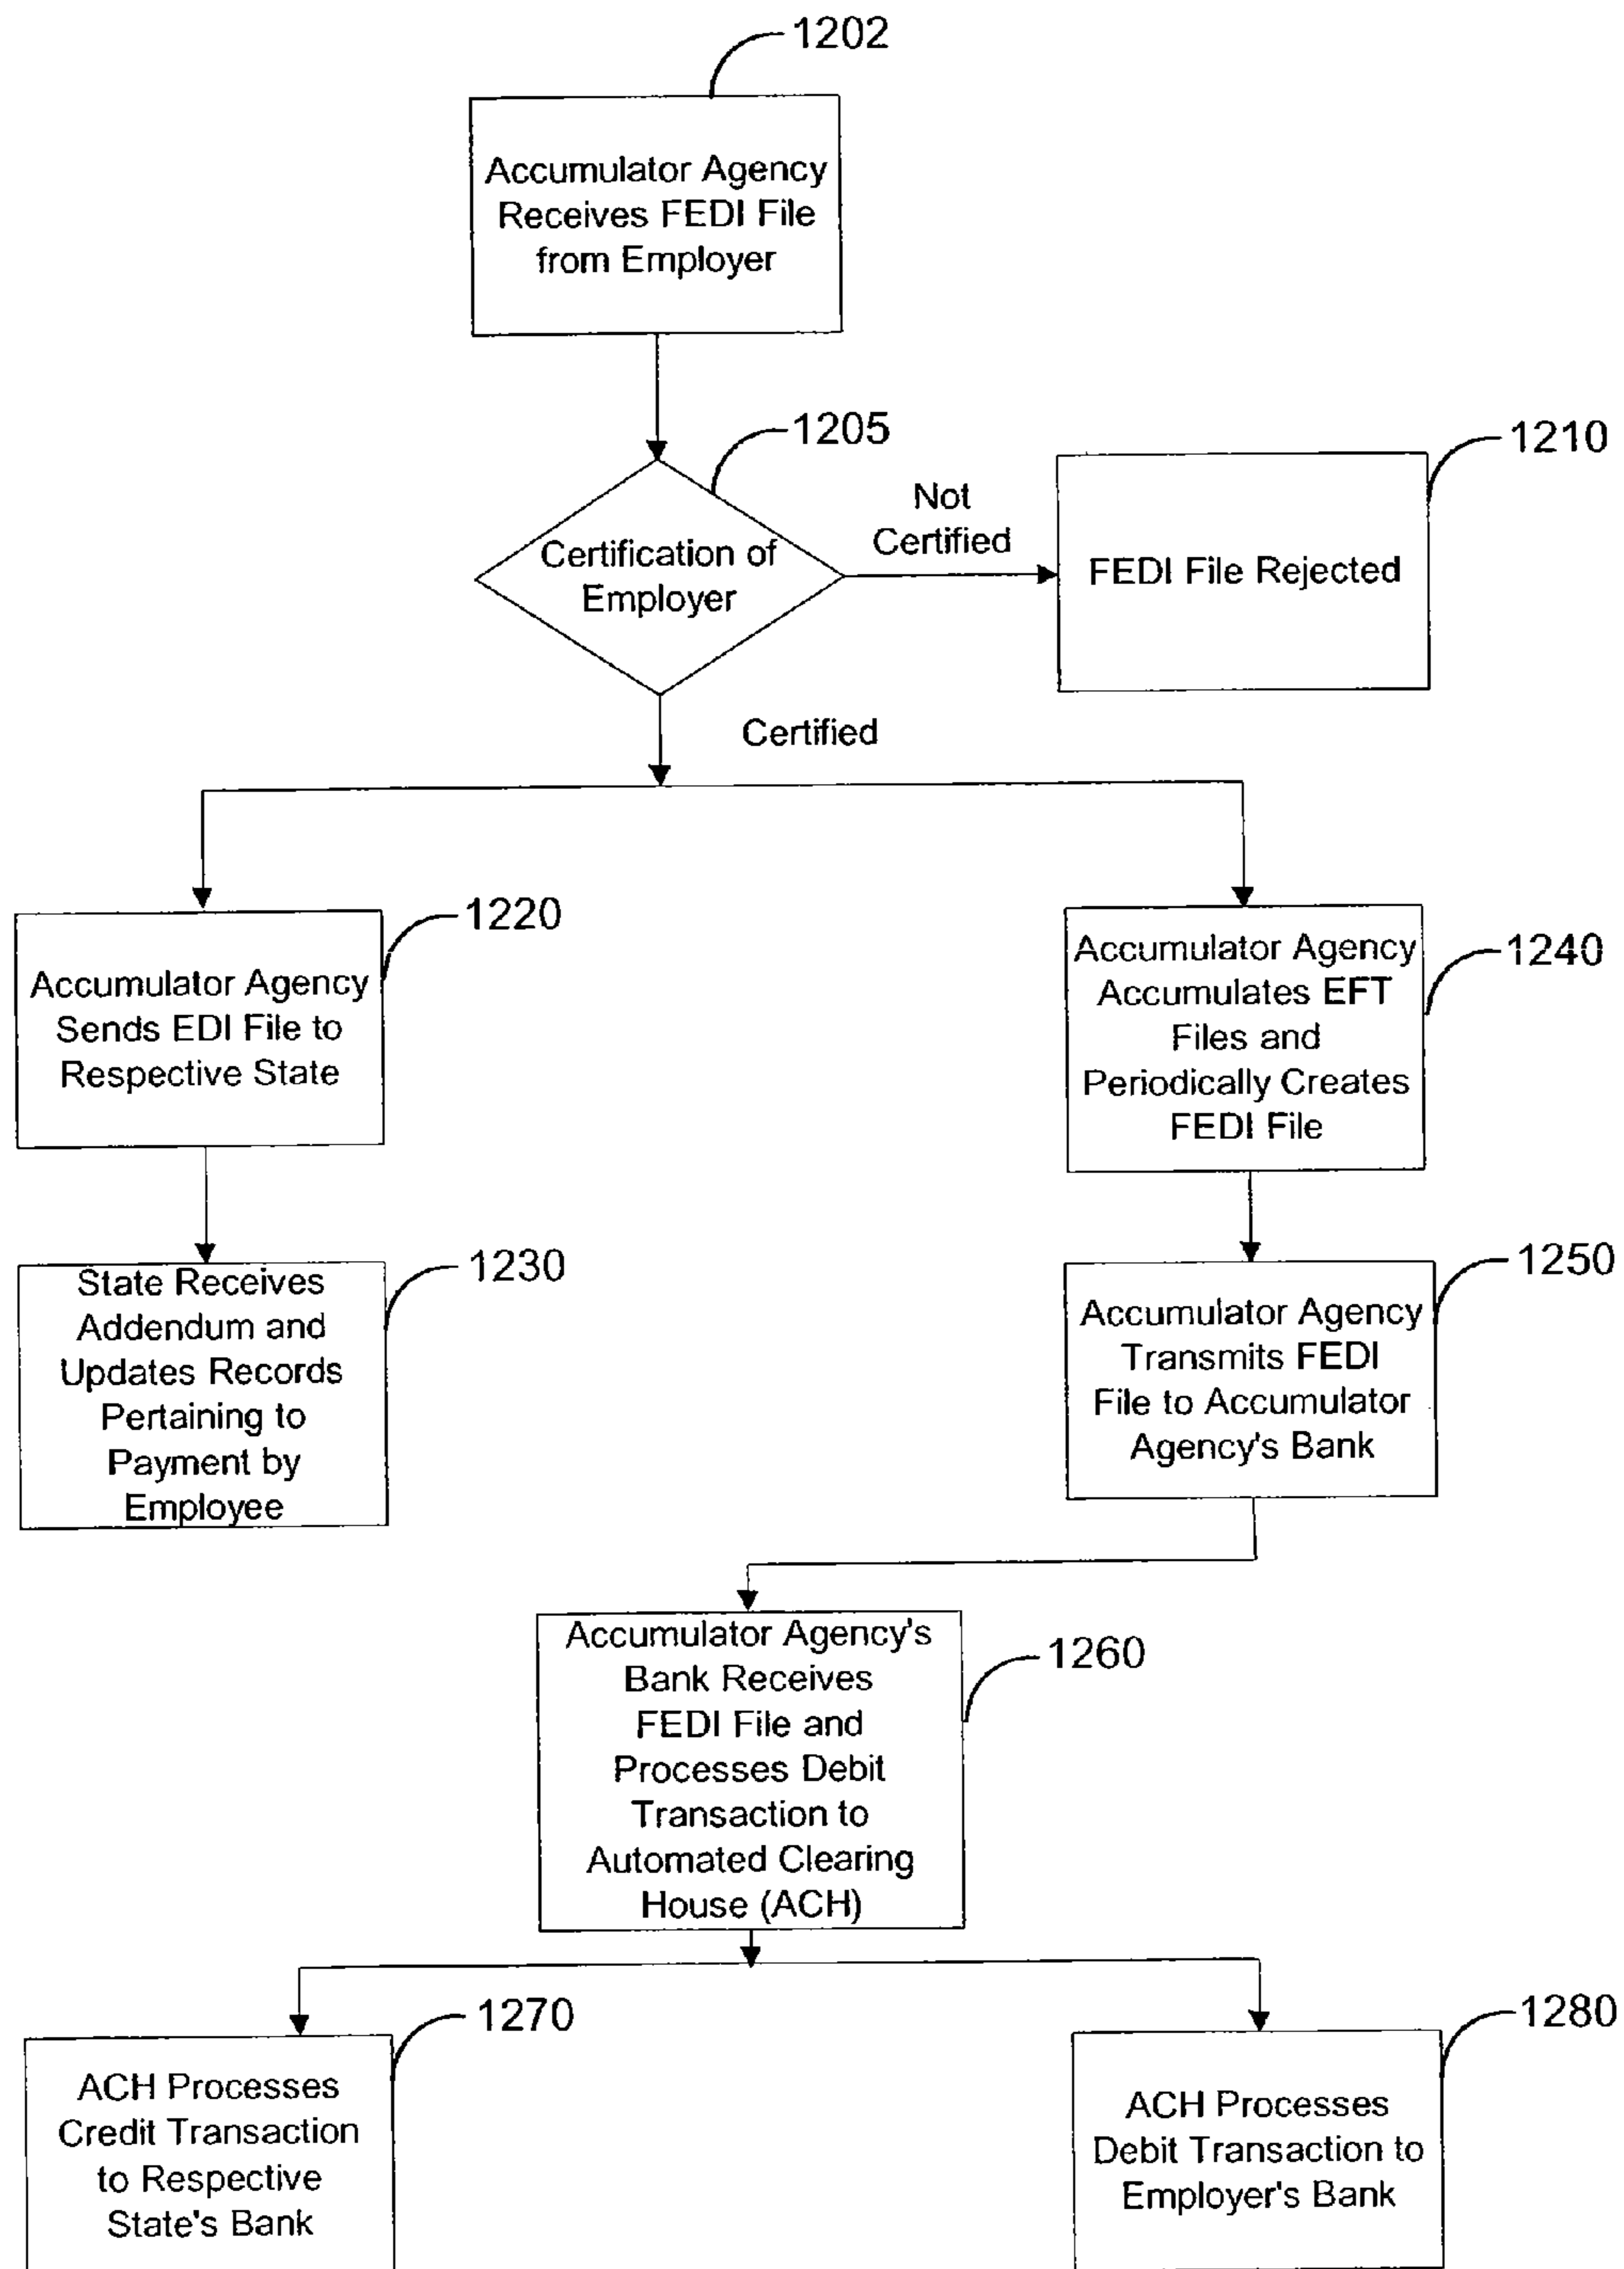 1202
Accumulator Agency
Receives FEDI File
from Employer
1205
Certification of
Employer
Not
Certified
1210
FEDI File Rejected
Certified
1220
Accumulator Agency
Sends EDI File to
Respective State
1240
Accumulator Agency
Accumulates EFT
Files and
Periodically Creates
FEDI File
1230
State Receives
Addendum and
Updates Records
Pertaining to
Payment by
Employee
1250
Accumulator Agency
Transmits FEDI
File to Accumulator
Agency's Bank
1260
Accumulator Agency's
Bank Receives
FEDI File and
Processes Debit
Transaction to
Automated Clearing
House (ACH)
1270
ACH Processes
Credit Transaction
to Respective
State's Bank
1280
ACH Processes
Debit Transaction to
Employer's Bank